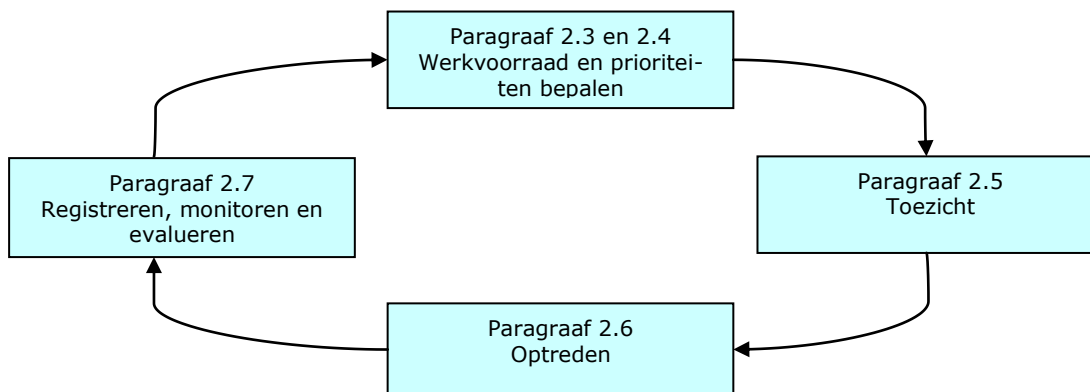 Paragraaf 2.3 en 2.4
Werkvoorraad en prioritei-
ten bepalen
Paragraaf 2.7
Registreren, monitoren en
evalueren
Paragraaf 2.5
Toezicht
Paragraaf 2.6
Optreden